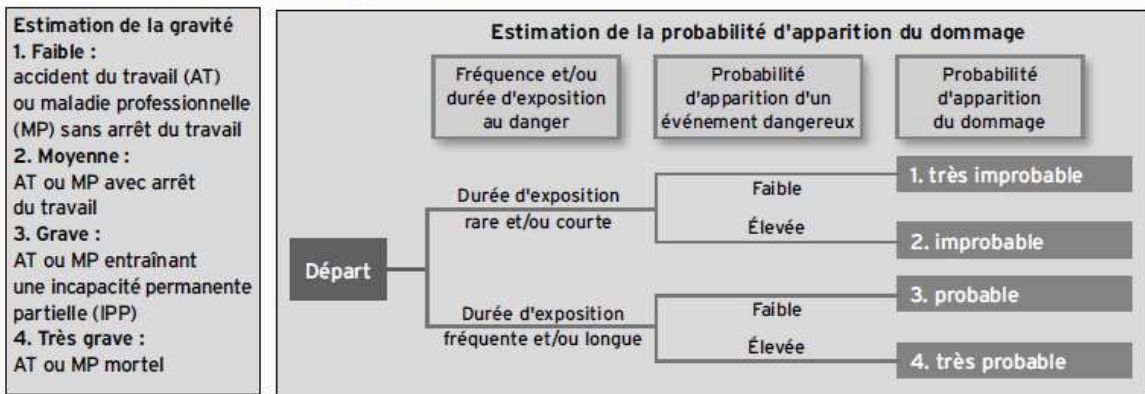 Estimation de la gravité
1. Faible :
accident du travail (AT)
ou maladie professionnelle
(MP) sans arrêt du travail
2. Moyenne :
AT ou MP avec arrêt
du travail
3. Grave :
AT ou MP entraînant
une incapacité permanente
partielle (IPP)
4. Très grave :
AT ou MP mortel
Estimation de la probabilité d'apparition du dommage
Fréquence et/ou
durée d'exposition
au danger
Probabilité
d'apparition d'un
événement dangereux
Probabilité
d'apparition
du dommage
Départ
Durée d'exposition
rare et/ou courte
Faible
Élevée
1. très improbable
2. improbable
Durée d'exposition
fréquente et/ou longue
Faible
Élevée
3. probable
4. très probable